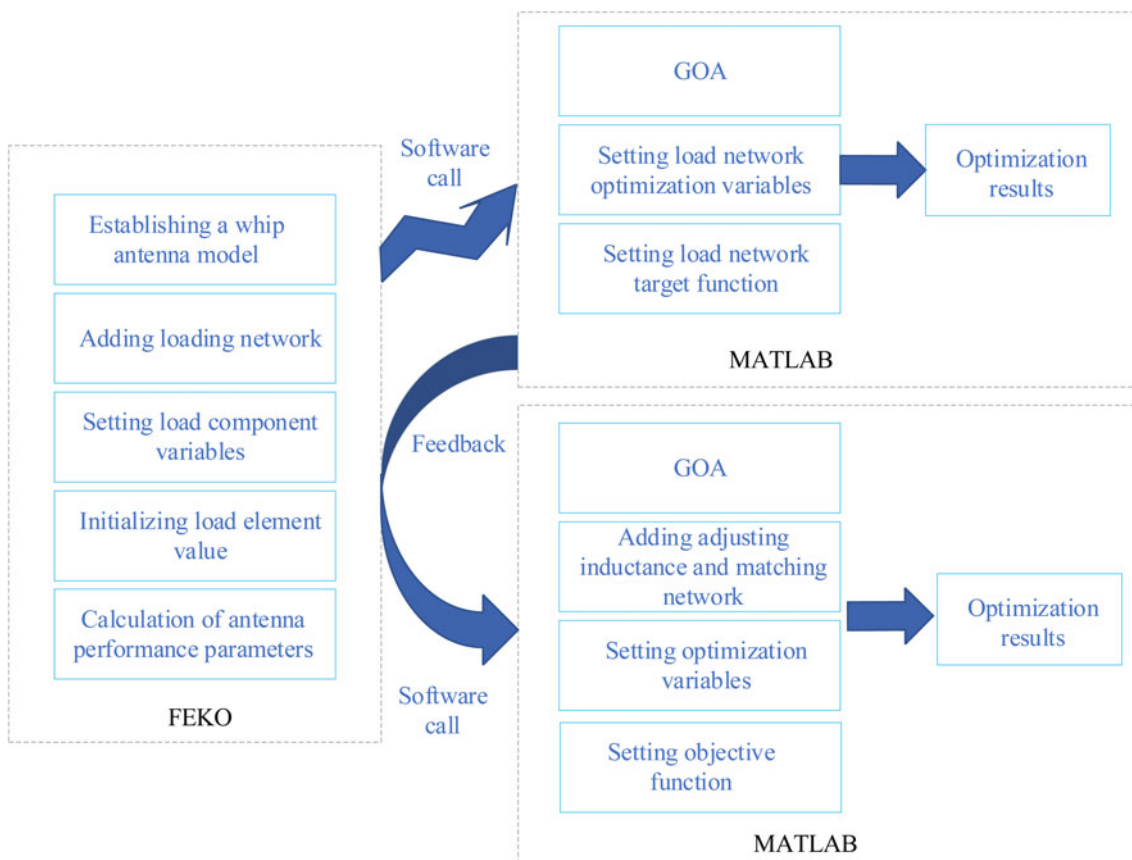 Establishing a whip
antenna model
Adding loading network
Setting load component
variables
Initializing load element
value
Calculation of antenna
performance parameters
FEKO
Software
call
Feedback
Software
call
GOA
Setting load network
optimization variables
Setting load network
target function
MATLAB
Optimization
results
GOA
Adding adjusting
inductance and matching
network
Setting optimization
variables
Setting objective
function
MATLAB
Optimization
results